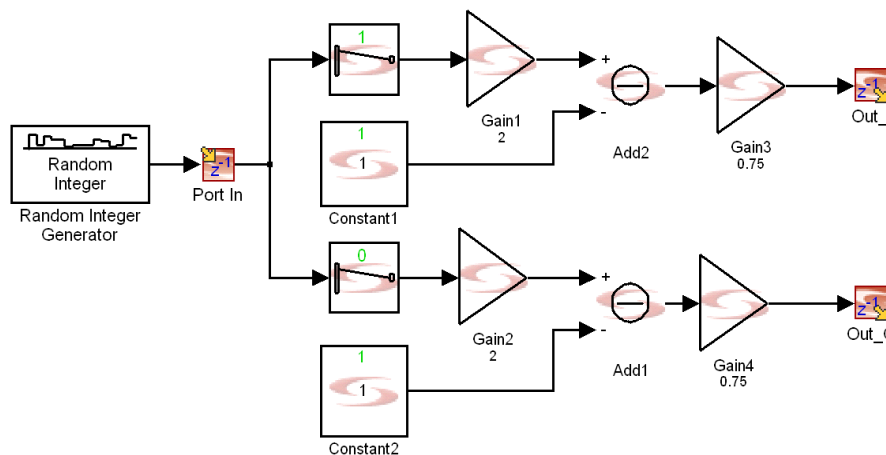 Random
Integer
Random Integer
Generator
z-1
Port In
1
Gain1
2
+
-
Add2
Gain3
0.75
z-1
Out_
1
1
Constant1
0
Gain2
2
+
-
Add1
Gain4
0.75
z-1
1
1
Constant2